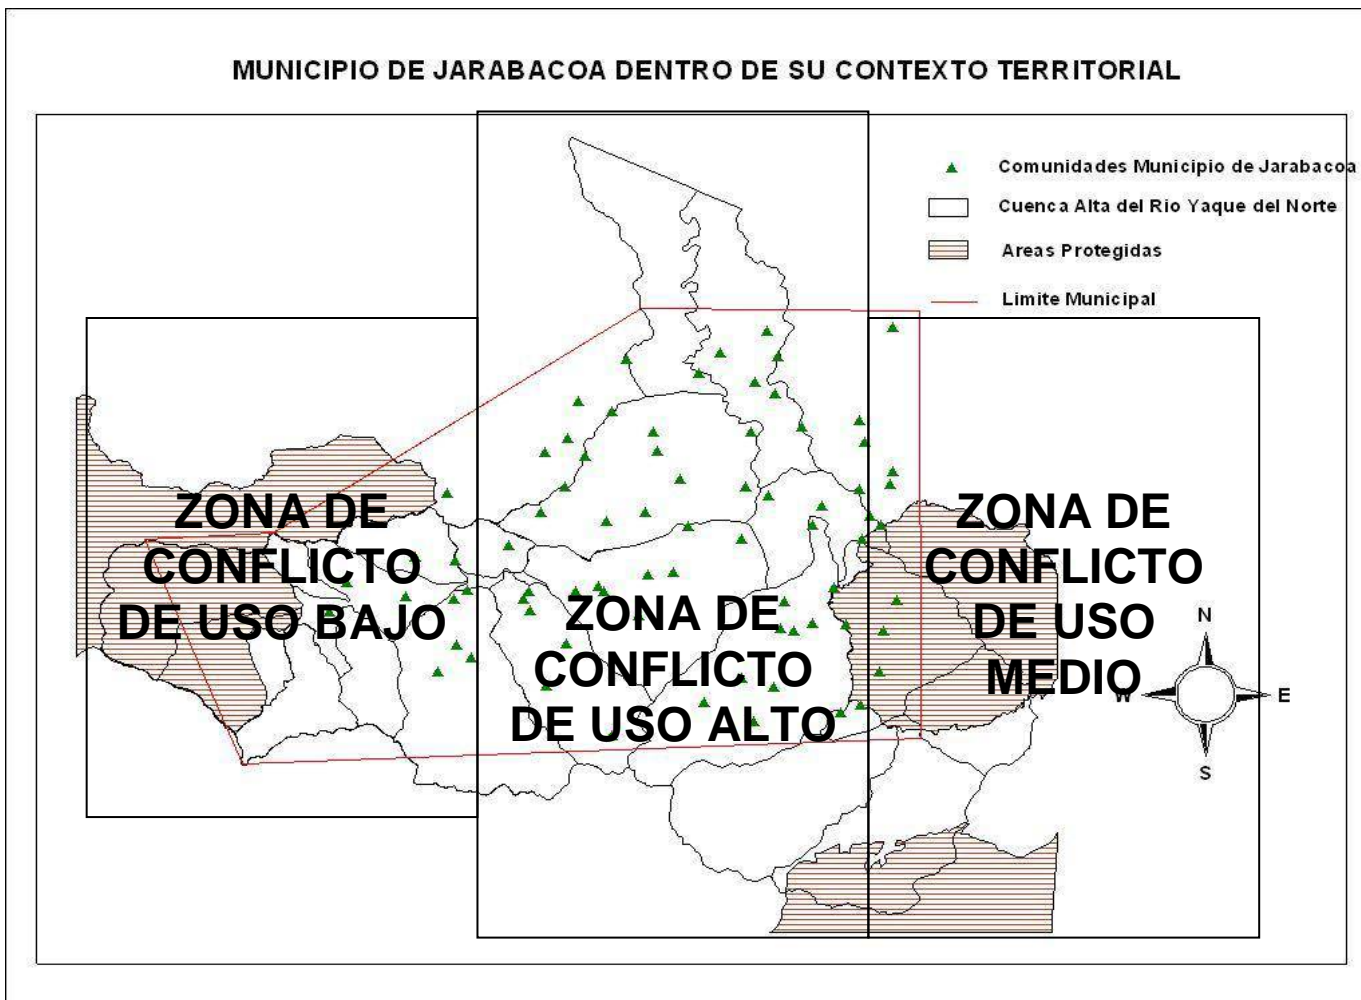 MUNICIPIO DE JARABACOA DENTRO DE SU CONTEXTO TERRITORIAL
Comunidades Municipio de Jarabacoa
Cuenca Alta del Rio Yaque del Norte
Areas Protegidas
Limite Municipal
ZONA DE
CONFLICTO
DE USO BAJO
ZONA DE
CONFLICTO
DE USO ALTO
ZONA DE
CONFLICTO
DE USO
MEDIO
N
W
E
S